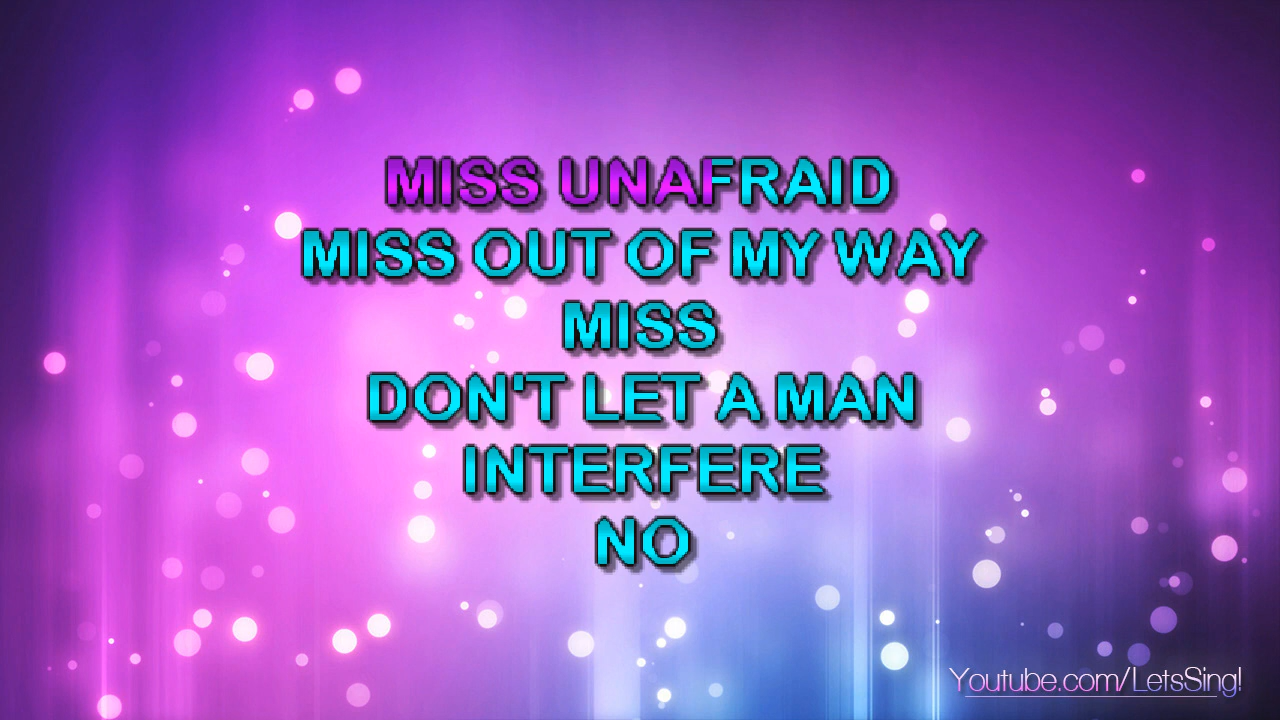 MISS UNAFRAID
MISS OUT OF MY WAY
MISS
DON'T LET A MAN
INTERFERE
NO
Youtube.com/LetsSing!